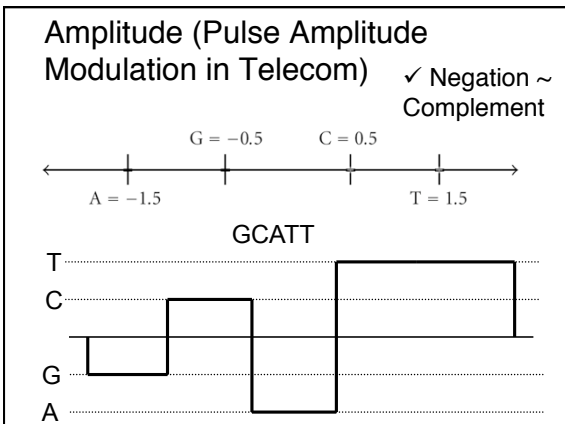 Amplitude (Pulse Amplitude
Modulation in Telecom)
✓ Negation ~
Complement
G = −0.5 C = 0.5
A = −1.5 T = 1.5
GCATT
T
C
G
A